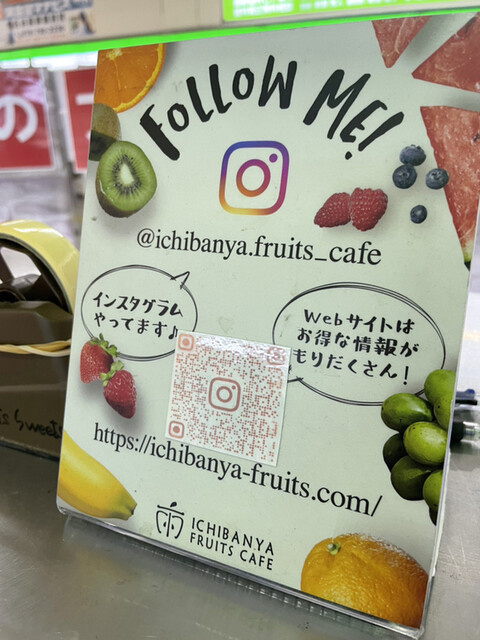 の
FOLLOW ME!
@ichibanya.fruits_cafe
インスタグラム
やってます♪
Webサイトは
お得な情報が
もりだくさん!
https://ichibanya-fruits.com/
ICHIBANYA
FRUITS CAFE